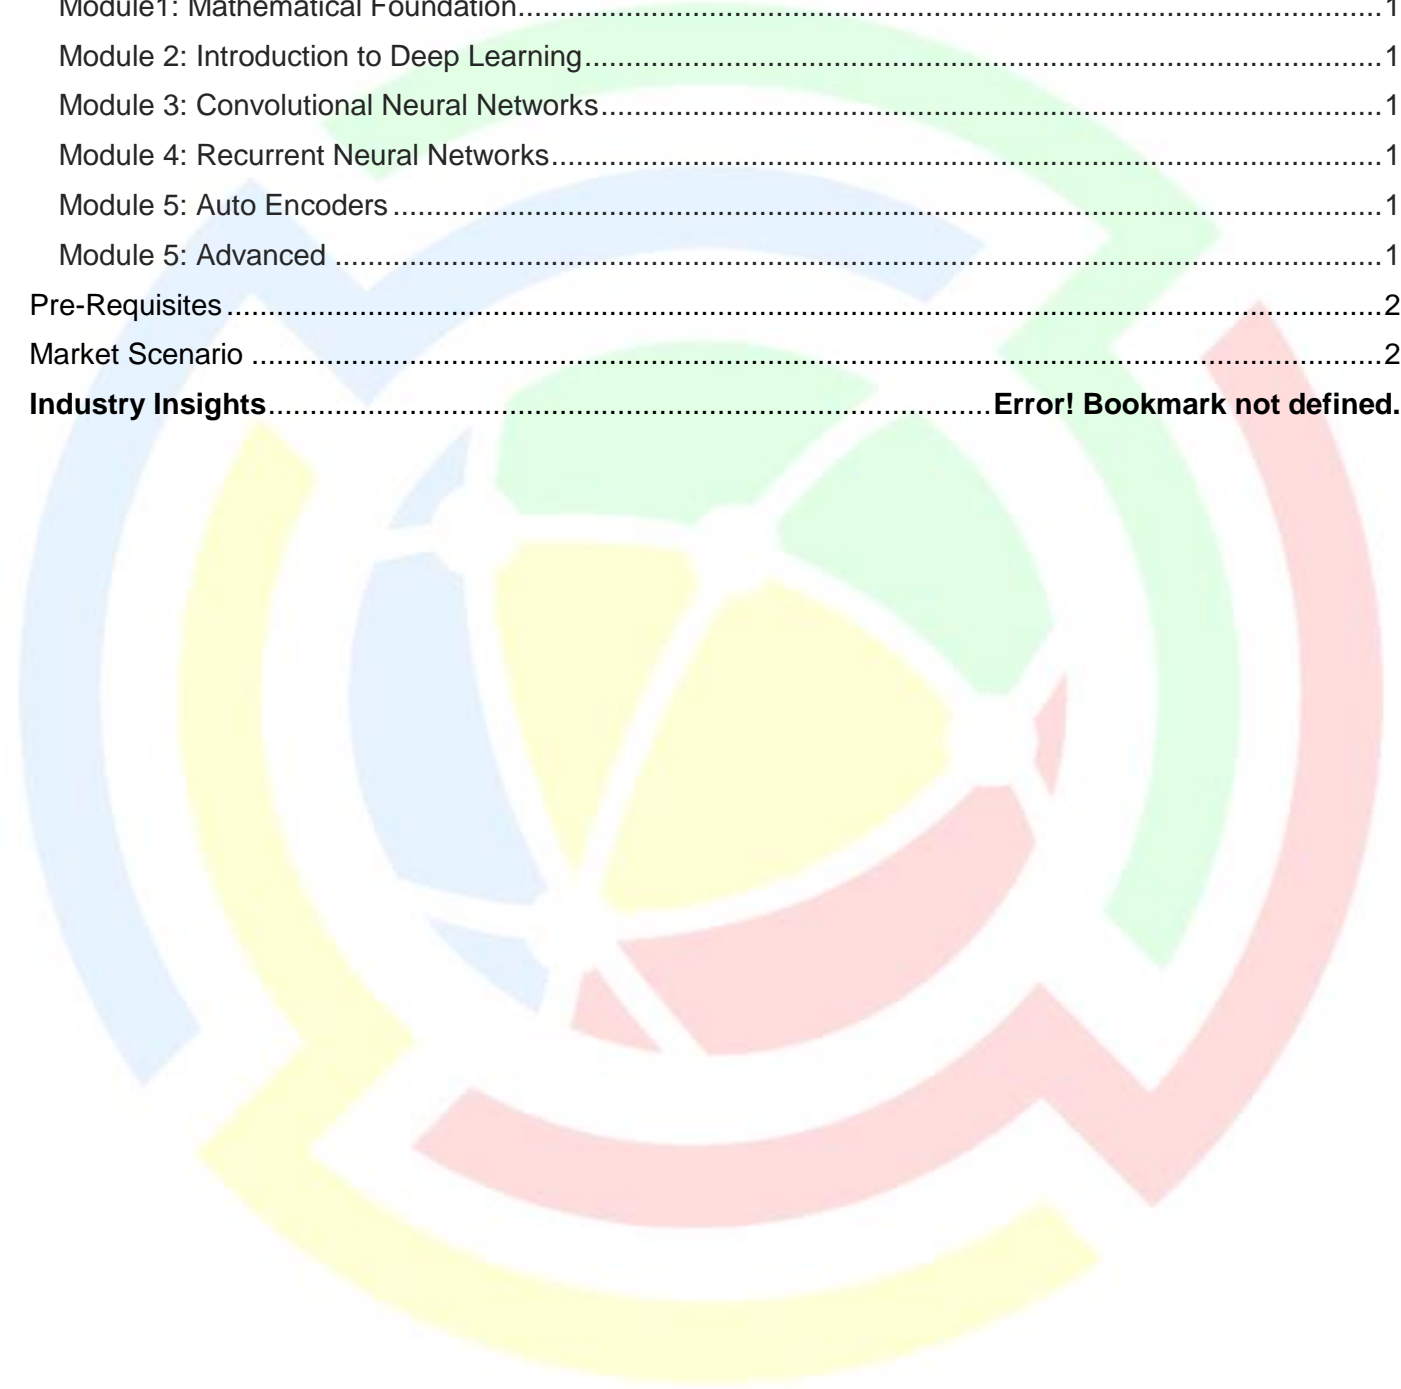 Module1: Mathematical Foundation........................................................................................................1
Module 2: Introduction to Deep Learning................................................................................................1
Module 3: Convolutional Neural Networks..............................................................................................1
Module 4: Recurrent Neural Networks....................................................................................................1
Module 5: Auto Encoders.......................................................................................................................1
Module 5: Advanced..............................................................................................................................1
Pre-Requisites...........................................................................................................................................2
Market Scenario........................................................................................................................................2
Industry Insights......................................................................................Error! Bookmark not defined.